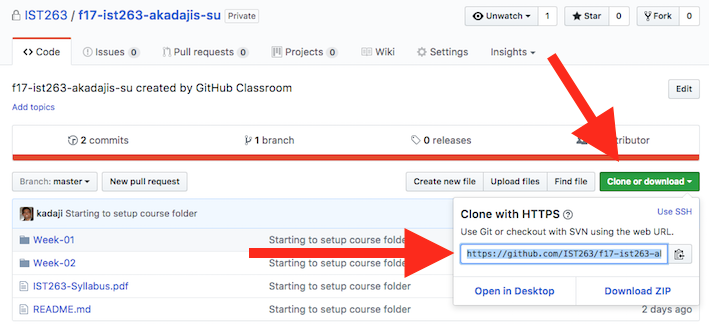 IST263 / f17-ist263-akadajis-su Private
Unwatch 1 Star 0 Fork 0
Code Issues 0 Pull requests 0 Projects 0 Wiki Settings Insights
f17-ist263-akadajis-su created by GitHub Classroom Edit
Add topics
2 commits 1 branch 0 releases
Branch: master New pull request Create new file Upload files Find file Clone or download
kadaji Starting to setup course folder
Week-01 Starting to setup course folder
Week-02 Starting to setup course folder
IST263-Syllabus.pdf Starting to setup course folder
README.md Starting to setup course folder 2 days ago
Clone with HTTPS Use SSH
Use Git or checkout with SVN using the web URL.
https://github.com/IST263/f17-ist263-a
Open in Desktop Download ZIP